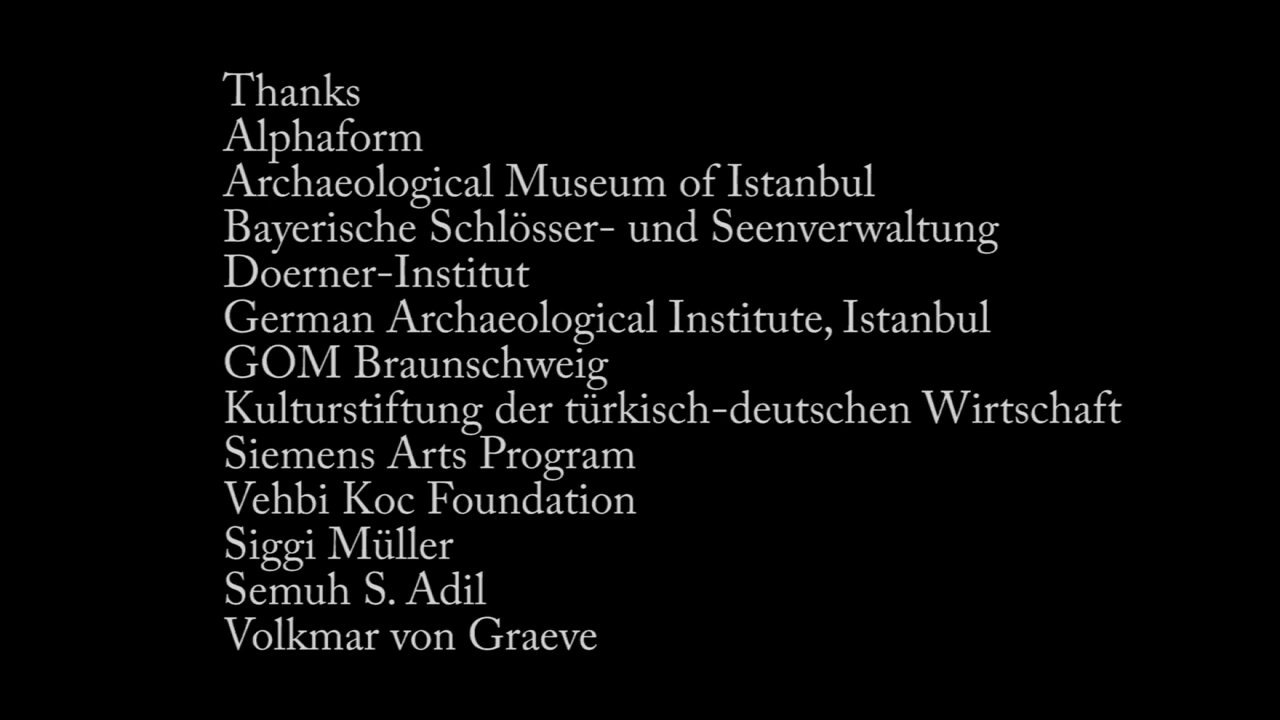 Thanks
Alphaform
Archaeological Museum of Istanbul
Bayerische Schlösser- und Seenverwaltung
Doerner-Institut
German Archaeological Institute, Istanbul
GOM Braunschweig
Kulturstiftung der türkisch-deutschen Wirtschaft
Siemens Arts Program
Vehbi Koc Foundation
Siggi Müller
Semuh S. Adil
Volkmar von Graeve